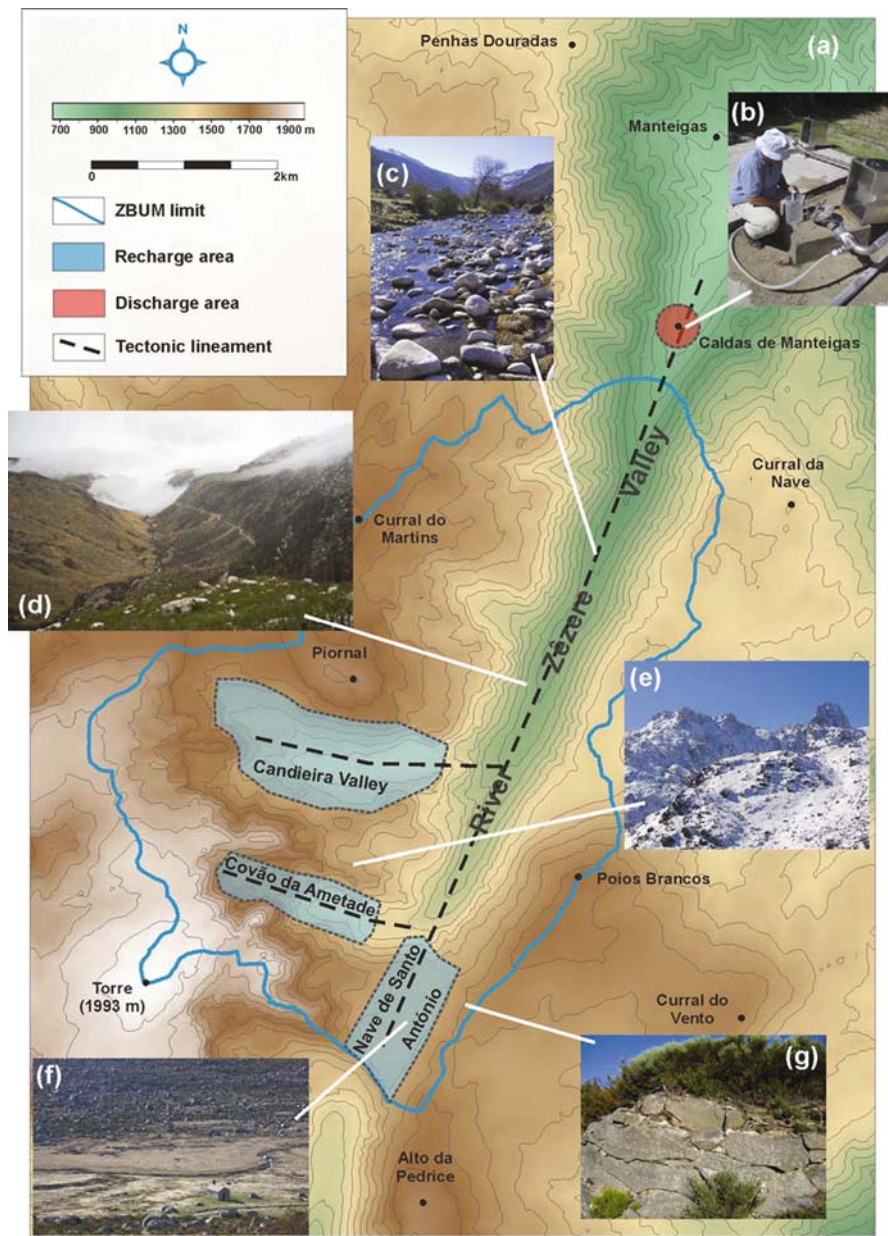 (a)
Penhas Douradas
N
700 900 1100 1300 1500 1700 1900 m
0 2km
ZBUM limit
Recharge area
Discharge area
Tectonic lineament
Manteigas
(b)
(c)
Caldas de Manteigas
Valley
Zêzere
River
Curral da
Nave
Curral do
Martins
(d)
Piornal
(e)
Candieira Valley
Covão da Ametade
Poios Brancos
Nave de Santo
António
Torre
(1993 m)
Curral do
Vento
(f)
(g)
Alto da
Pedrice